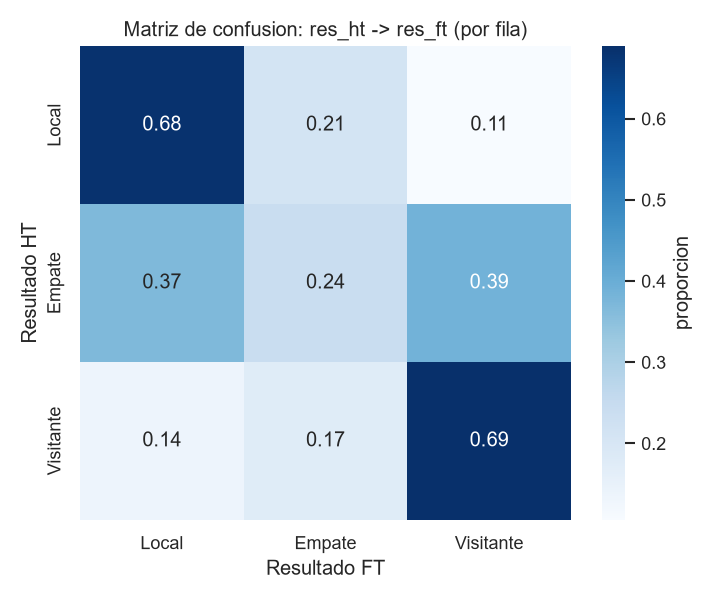 Matriz de confusion: res_ht -> res_ft (por fila)
Resultado HT
Local
0.68 0.21 0.11
Empate
0.37 0.24 0.39
Visitante
0.14 0.17 0.69
Local Empate Visitante
Resultado FT
0.6
0.5
0.4
0.3
0.2
proporcion